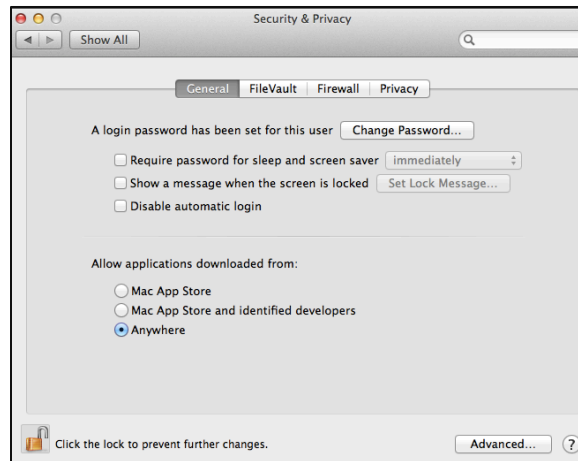 Security & Privacy
Show All
General FileVault Firewall Privacy
A login password has been set for this user Change Password...
Require password for sleep and screen saver immediately
Show a message when the screen is locked Set Lock Message...
Disable automatic login
Allow applications downloaded from:
Mac App Store
Mac App Store and identified developers
Anywhere
Click the lock to prevent further changes. Advanced... ?